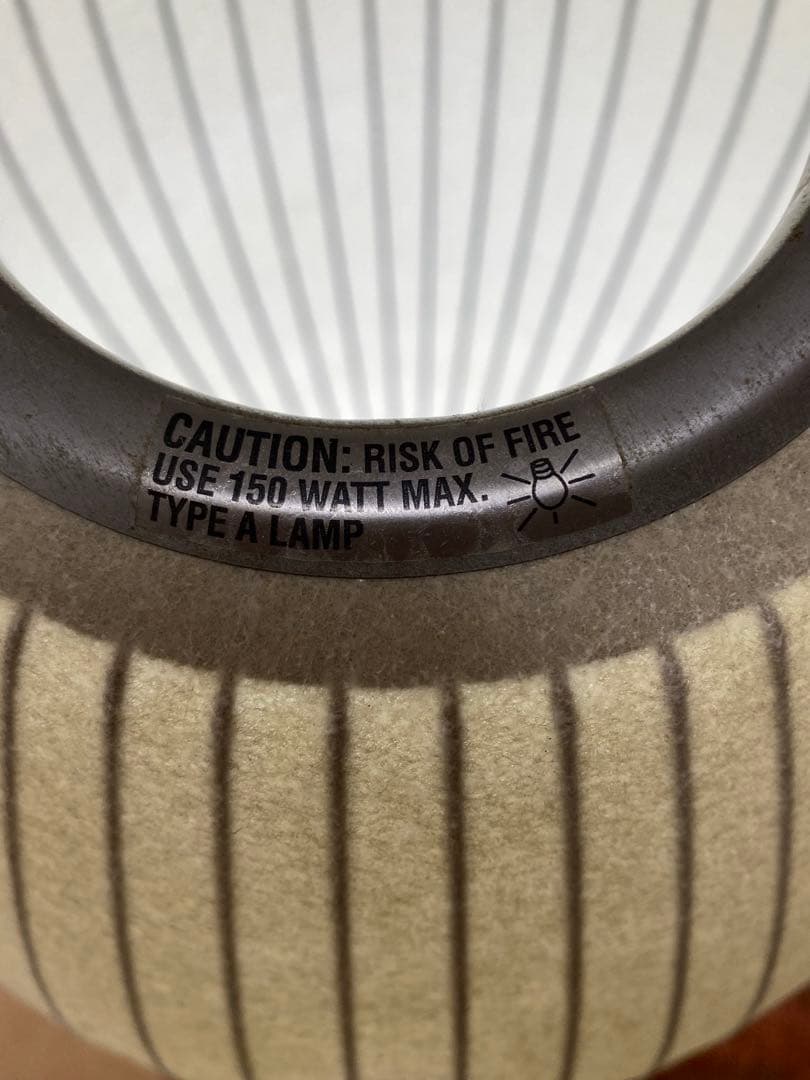 CAUTION: RISK OF FIRE
USE 150 WATT MAX.
TYPE A LAMP